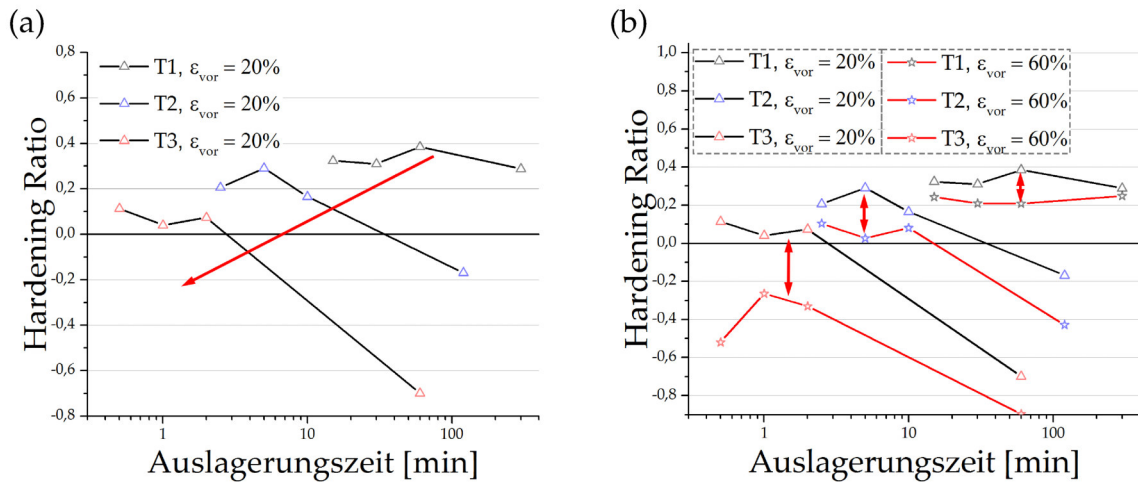 (a)
0,8
0,6
0,4
0,2
0,0
-0,2
-0,4
-0,6
-0,8
Hardening Ratio
T1, εvor = 20%
T2, εvor = 20%
T3, εvor = 20%
1 10 100
Auslagerungszeit [min]
(b)
1,0
0,8
0,6
0,4
0,2
0,0
-0,2
-0,4
-0,6
-0,8
Hardening Ratio
T1, εvor = 20% T1, εvor = 60%
T2, εvor = 20% T2, εvor = 60%
T3, εvor = 20% T3, εvor = 60%
1 10 100
Auslagerungszeit [min]